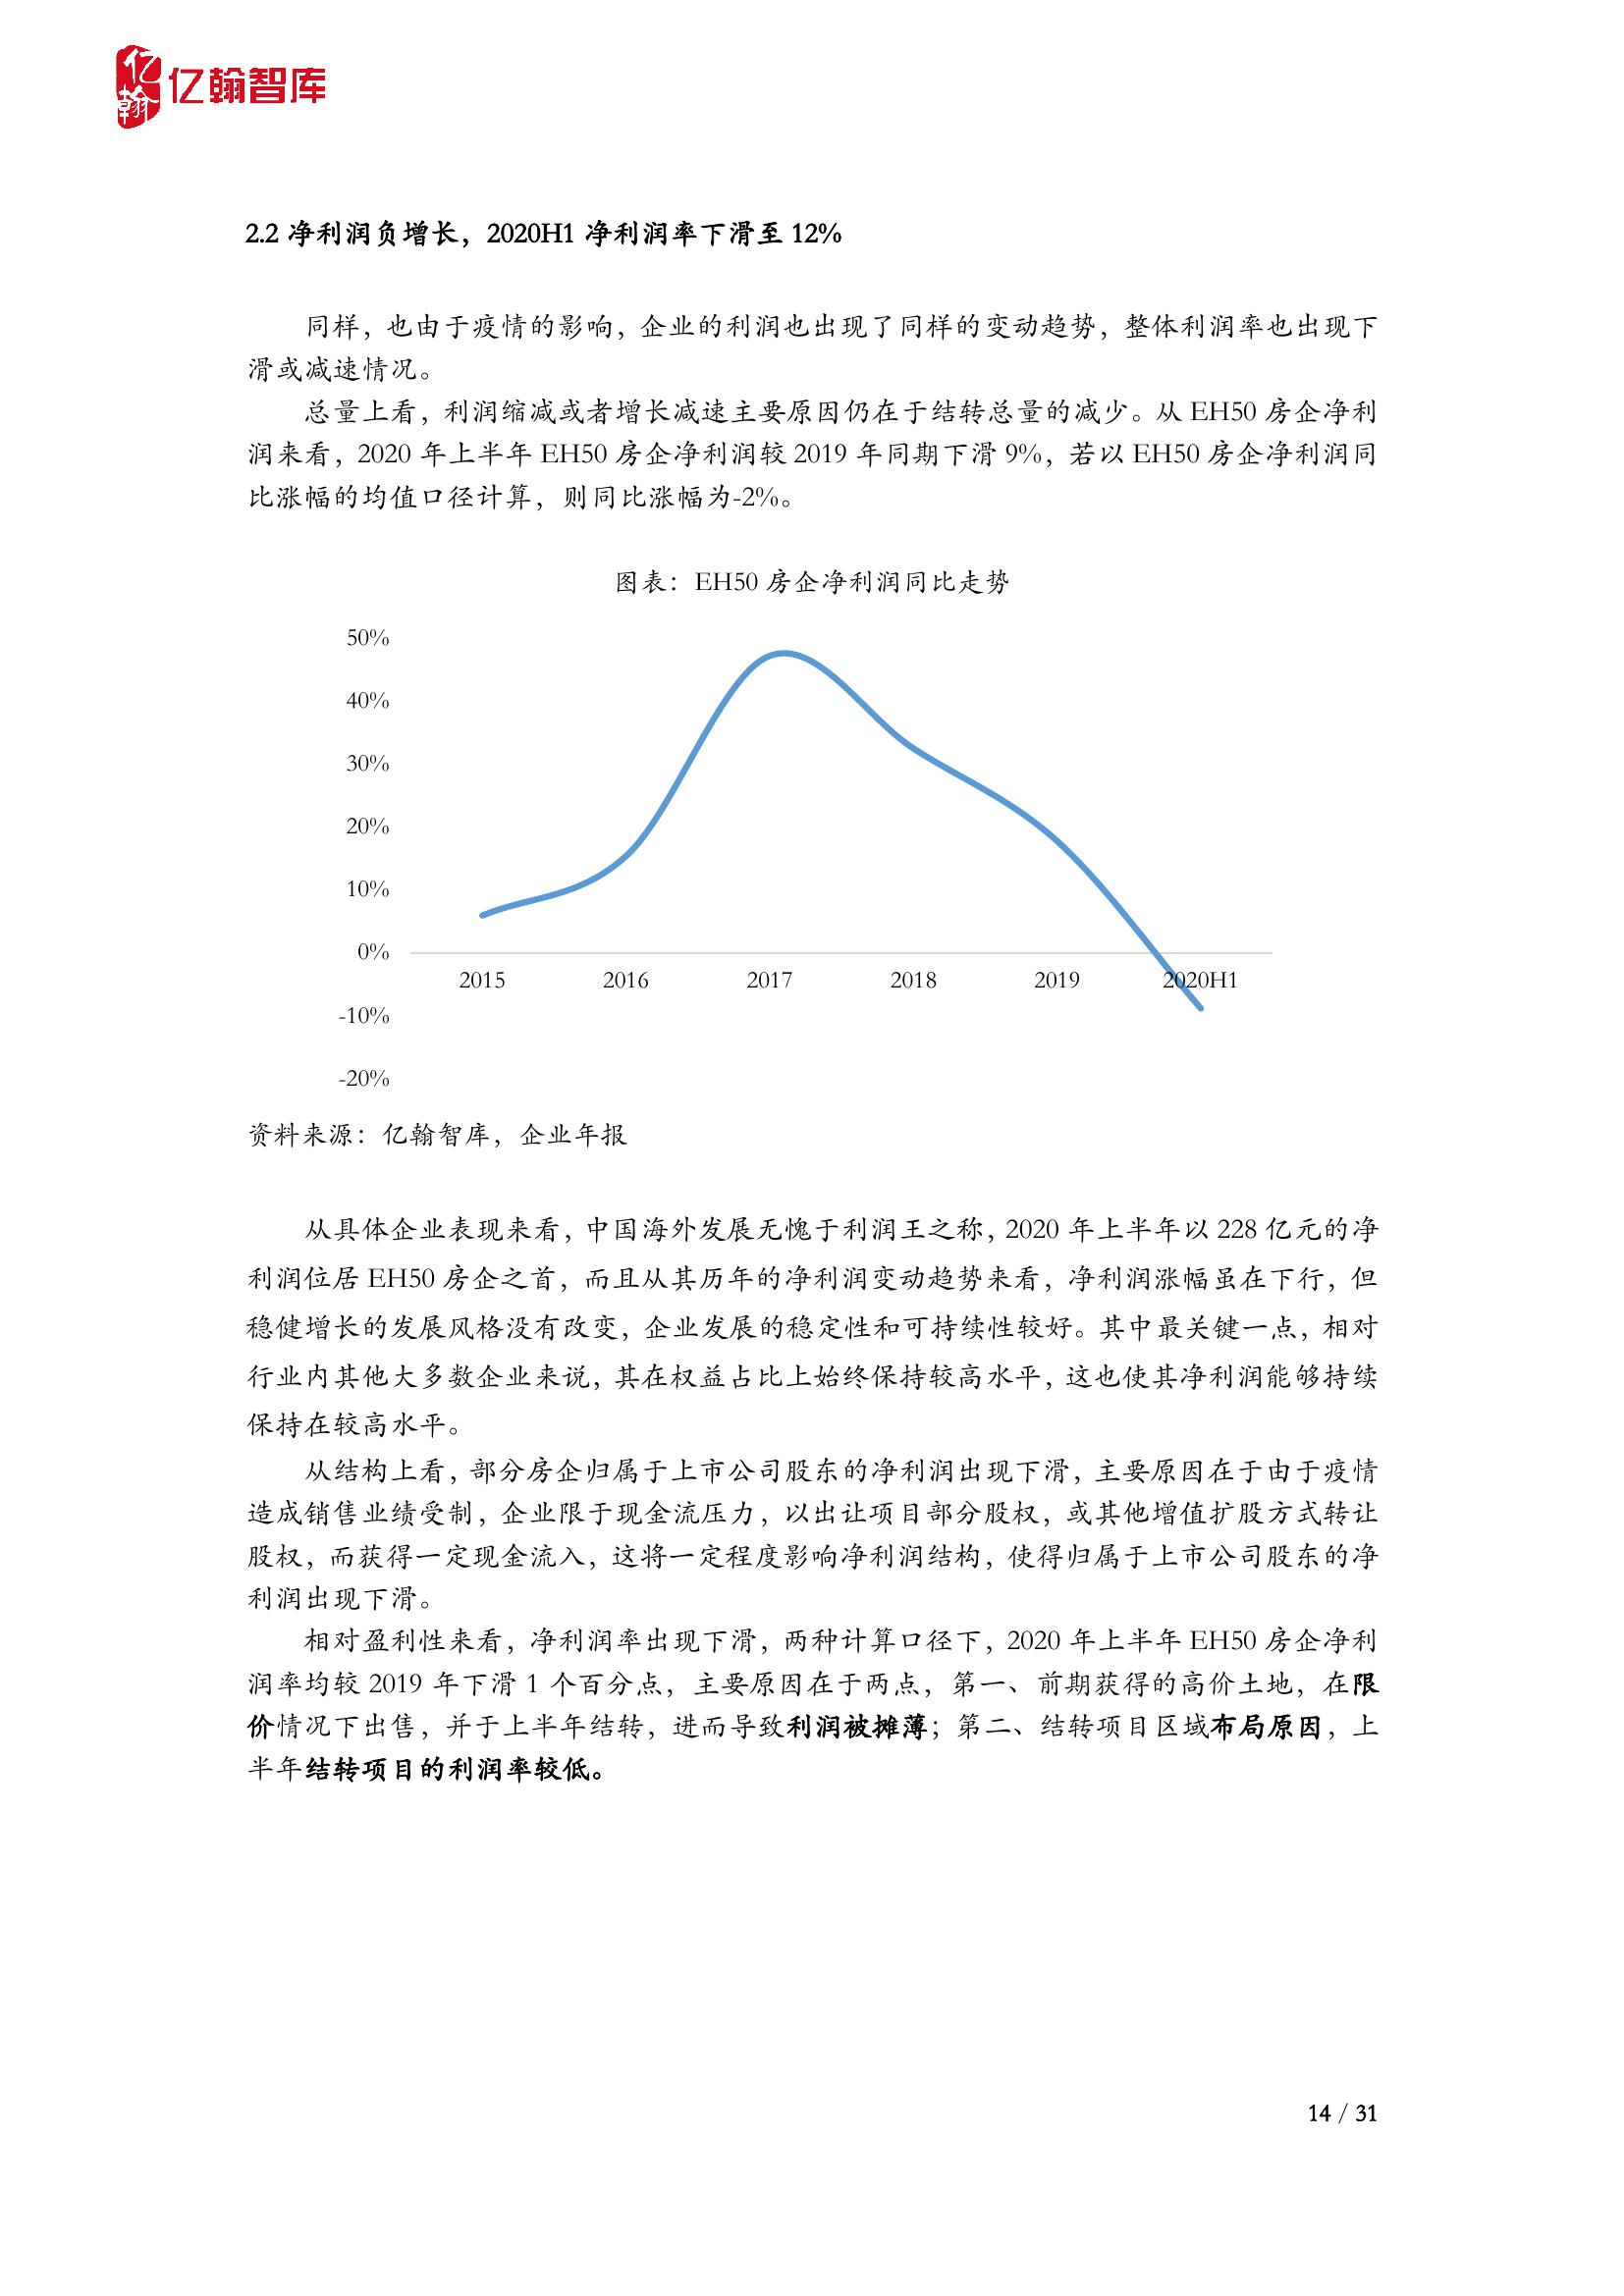 亿翰
亿翰智库
2.2 净利润负增长，2020H1 净利润率下滑至 12%
同样，也由于疫情的影响，企业的利润也出现了同样的变动趋势，整体利润率也出现下
滑或减速情况。
总量上看，利润缩减或者增长减速主要原因仍在于结转总量的减少。从 EH50 房企净利
润来看，2020 年上半年 EH50 房企净利润较 2019 年同期下滑 9%，若以 EH50 房企净利润同
比涨幅的均值口径计算，则同比涨幅为-2%。
图表：EH50 房企净利润同比走势
50%
40%
30%
20%
10%
0%
2015 2016 2017 2018 2019 2020H1
-10%
-20%
资料来源：亿翰智库，企业年报
从具体企业表现来看，中国海外发展无愧于利润王之称，2020 年上半年以 228 亿元的净
利润位居 EH50 房企之首，而且从其历年的净利润变动趋势来看，净利润涨幅虽在下行，但
稳健增长的发展风格没有改变，企业发展的稳定性和可持续性较好。其中最关键一点，相对
行业内其他大多数企业来说，其在权益占比上始终保持较高水平，这也使其净利润能够持续
保持在较高水平。
从结构上看，部分房企归属于上市公司股东的净利润出现下滑，主要原因在于由于疫情
造成销售业绩受制，企业限于现金流压力，以出让项目部分股权，或其他增值扩股方式转让
股权，而获得一定现金流入，这将一定程度影响净利润结构，使得归属于上市公司股东的净
利润出现下滑。
相对盈利性来看，净利润率出现下滑，两种计算口径下，2020 年上半年 EH50 房企净利
润率均较 2019 年下滑 1 个百分点，主要原因在于两点，第一、前期获得的高价土地，在限
价情况下出售，并于上半年结转，进而导致利润被摊薄；第二、结转项目区域布局原因，上
半年结转项目的利润率较低。
14 / 31